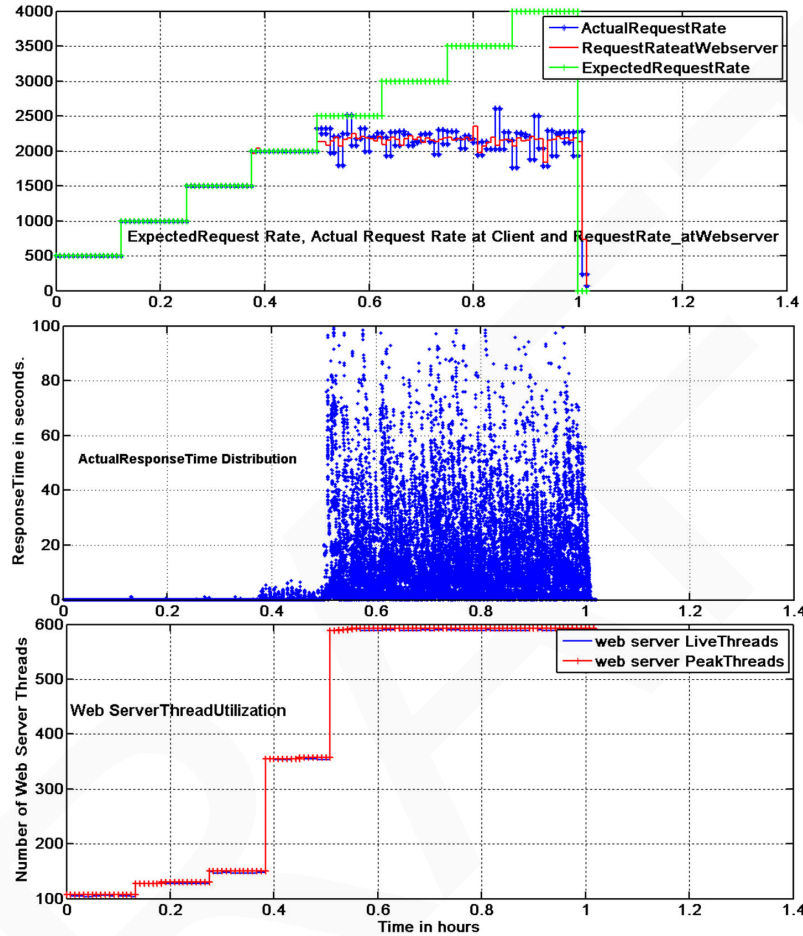 4000
3500
3000
2500
2000
1500
1000
500
0
ActualRequestRate
RequestRateatWebserver
ExpectedRequestRate
ExpectedRequest Rate, Actual Request Rate at Client and RequestRate_atWebserver
0 0.2 0.4 0.6 0.8 1 1.2 1.4
ResponseTime in seconds.
100
80
60
40
20
0
ActualResponseTime Distribution
0 0.2 0.4 0.6 0.8 1 1.2 1.4
Number of Web Server Threads
600
500
400
300
200
100
web server LiveThreads
web server PeakThreads
Web ServerThreadUtilization
0 0.2 0.4 0.6 0.8 1 1.2 1.4
Time in hours